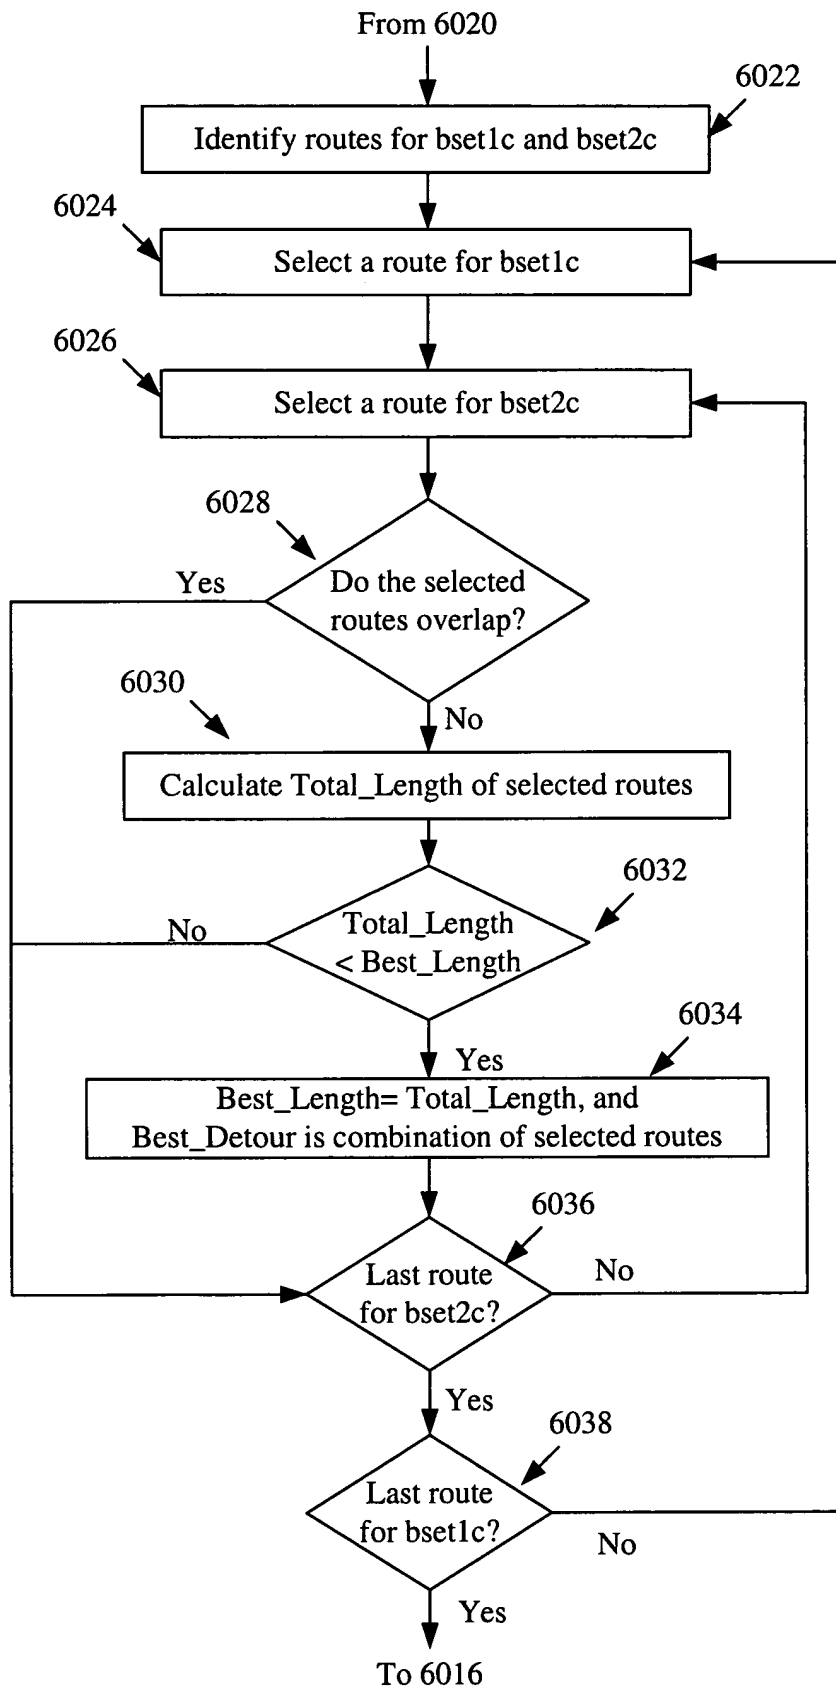 From 6020
6022
Identify routes for bset1c and bset2c
6024
Select a route for bset1c
6026
Select a route for bset2c
6028
Yes
Do the selected
routes overlap?
6030
No
Calculate Total_Length of selected routes
6032
No
Total_Length
< Best_Length
6034
Yes
Best_Length= Total_Length, and
Best_Detour is combination of selected routes
6036
Last route
for bset2c?
No
Yes
6038
Last route
for bset1c?
No
Yes
To 6016